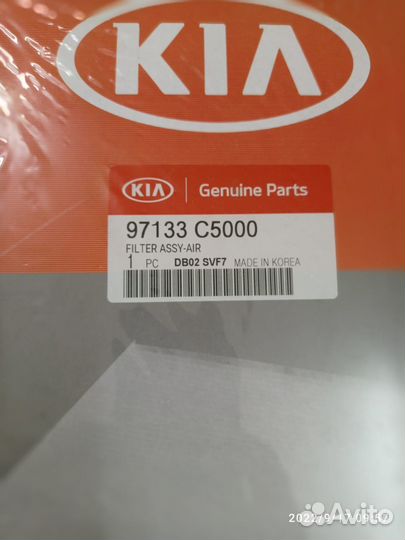 KIA
KIA Genuine Parts
97133 C5000
FILTER ASSY-AIR
1 PC DB02 SVF7 MADE IN KOREA
Avito